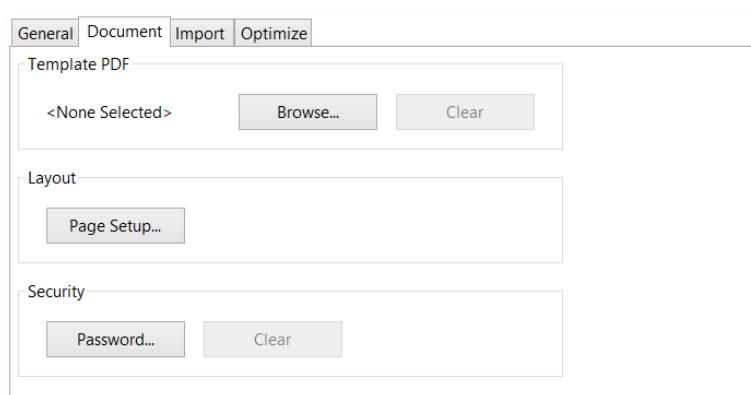 General Document Import Optimize
Template PDF
<None Selected> Browse... Clear
Layout
Page Setup...
Security
Password... Clear